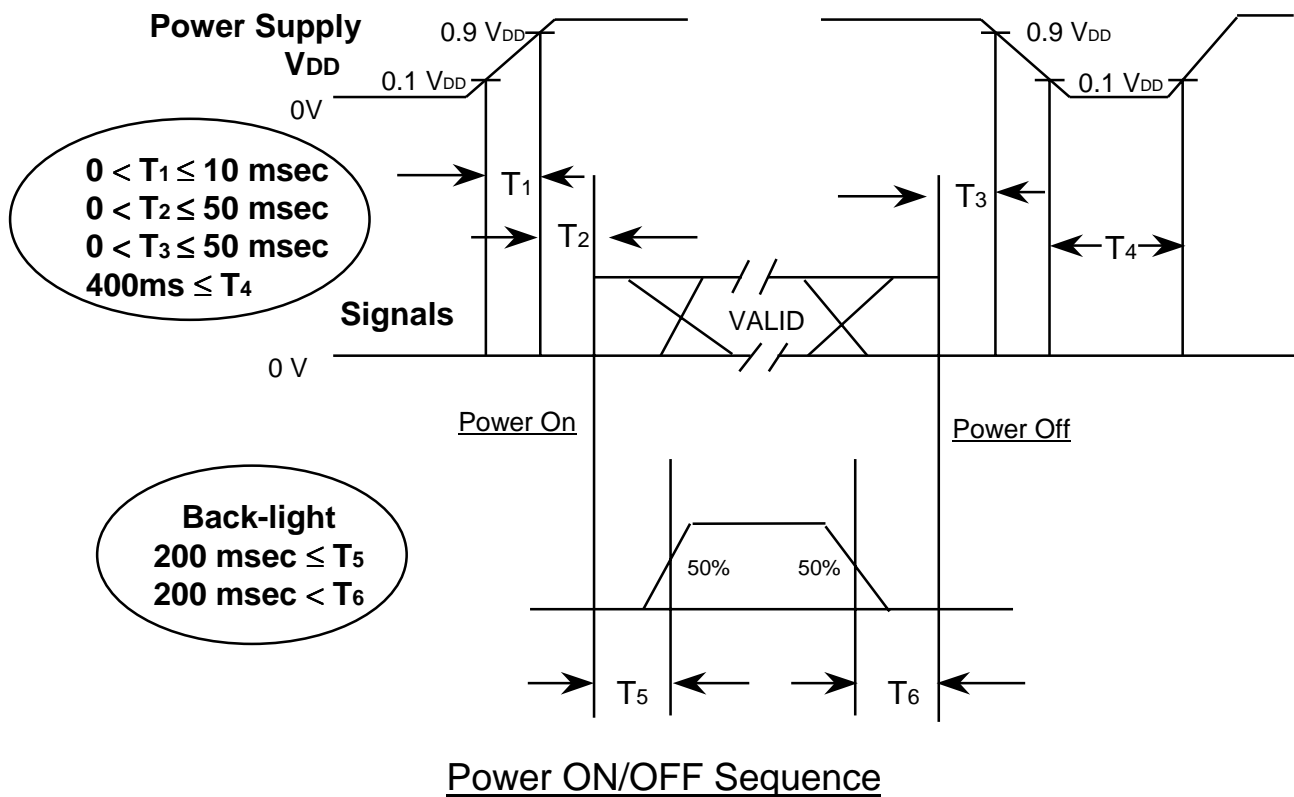 Power Supply
VDD
0.9 VDD
0.1 VDD
0V
0.9 VDD
0.1 VDD
0 < T1 ≤ 10 msec
0 < T2 ≤ 50 msec
0 < T3 ≤ 50 msec
400ms ≤ T4
T1
T2
T3
T4
Signals
VALID
0 V
Power On
Power Off
Back-light
200 msec ≤ T5
200 msec < T6
50%
50%
T5
T6
Power ON/OFF Sequence